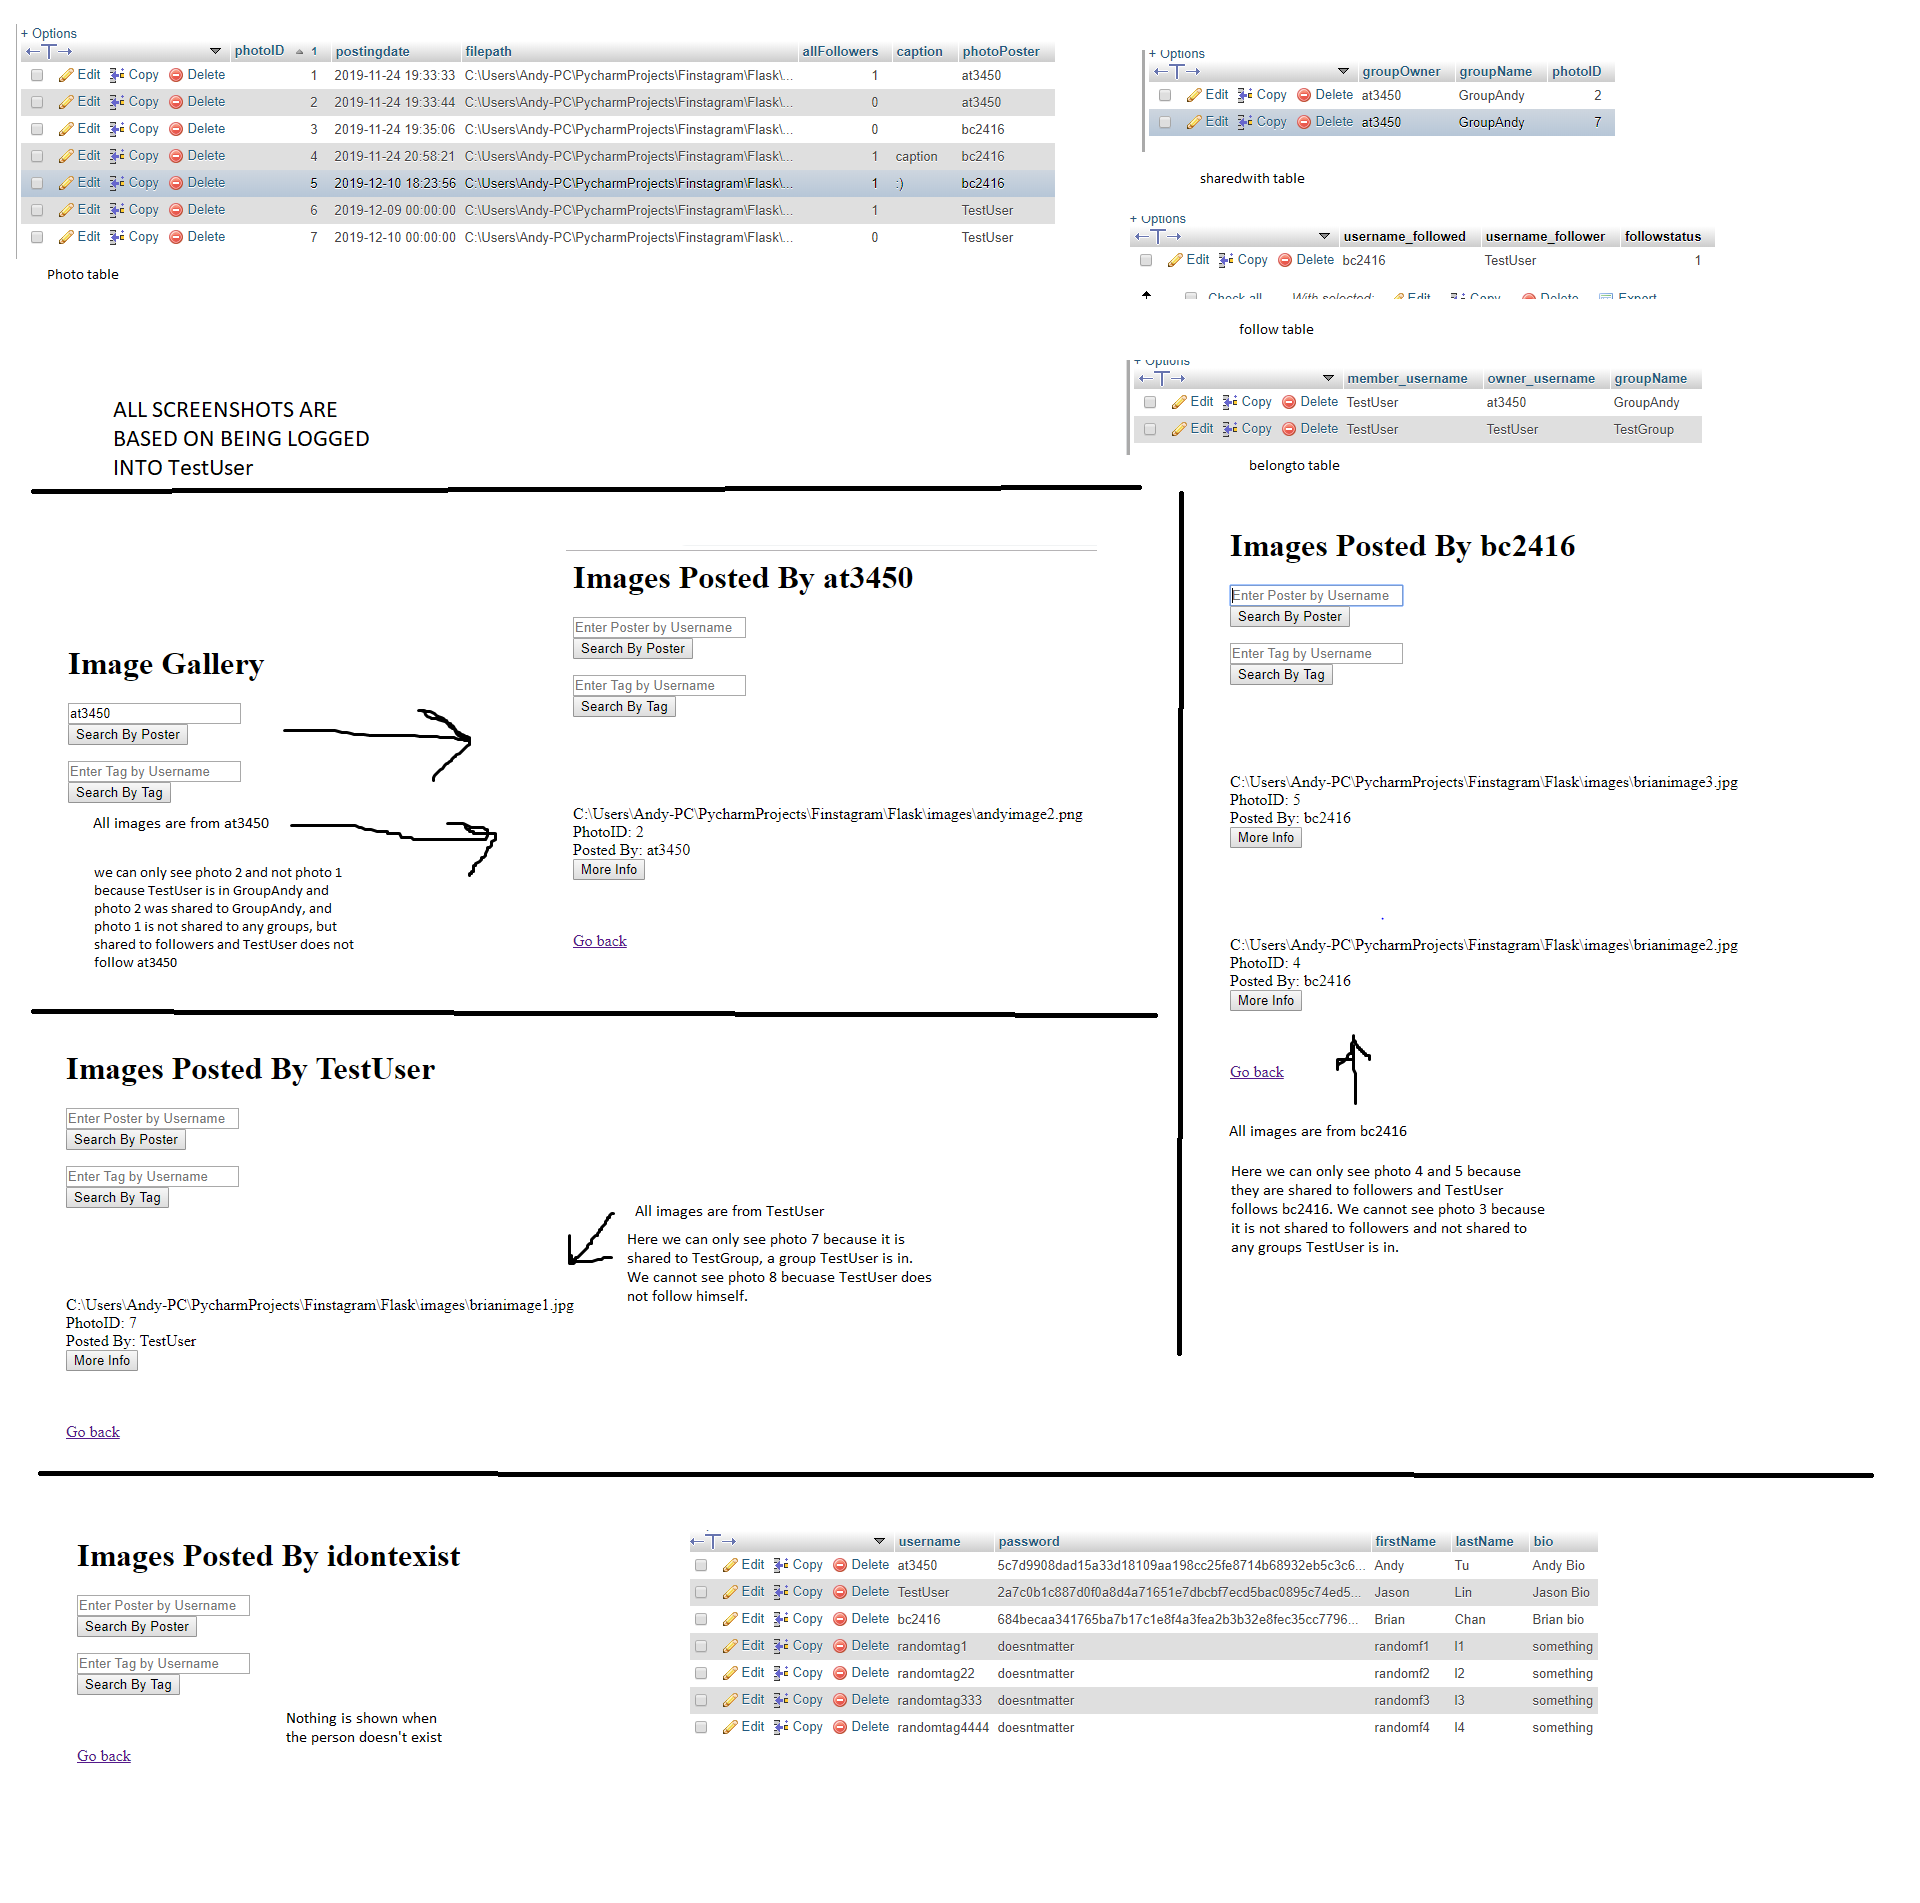 + Options
photoID 1 postingdate filepath allFollowers caption photoPoster
Edit Copy Delete 1 2019-11-24 19:33:33 C:\Users\Andy-PC\PycharmProjects\Finstagram\Flask\... 1 at3450
Edit Copy Delete 2 2019-11-24 19:33:44 C:\Users\Andy-PC\PycharmProjects\Finstagram\Flask\... 0 at3450
Edit Copy Delete 3 2019-11-24 19:35:06 C:\Users\Andy-PC\PycharmProjects\Finstagram\Flask\... 0 bc2416
Edit Copy Delete 4 2019-11-24 20:58:21 C:\Users\Andy-PC\PycharmProjects\Finstagram\Flask\... 1 caption bc2416
Edit Copy Delete 5 2019-12-10 18:23:56 C:\Users\Andy-PC\PycharmProjects\Finstagram\Flask\... 1 :) bc2416
Edit Copy Delete 6 2019-12-09 00:00:00 C:\Users\Andy-PC\PycharmProjects\Finstagram\Flask\... 1 TestUser
Edit Copy Delete 7 2019-12-10 00:00:00 C:\Users\Andy-PC\PycharmProjects\Finstagram\Flask\... 0 TestUser
Photo table
+ Options
groupOwner groupName photoID
Edit Copy Delete at3450 GroupAndy 2
Edit Copy Delete at3450 GroupAndy 7
sharedwith table
+ Options
username_followed username_follower followstatus
Edit Copy Delete bc2416 TestUser 1
Check all With selected: Edit Copy Delete Export
follow table
+ Options
member_username owner_username groupName
Edit Copy Delete TestUser at3450 GroupAndy
Edit Copy Delete TestUser TestUser TestGroup
belongto table
ALL SCREENSHOTS ARE
BASED ON BEING LOGGED
INTO TestUser
Image Gallery
at3450
Search By Poster
Enter Tag by Username
Search By Tag
All images are from at3450
we can only see photo 2 and not photo 1
because TestUser is in GroupAndy and
photo 2 was shared to GroupAndy, and
photo 1 is not shared to any groups, but
shared to followers and TestUser does not
follow at3450
Images Posted By at3450
Enter Poster by Username
Search By Poster
Enter Tag by Username
Search By Tag
C:\Users\Andy-PC\PycharmProjects\Finstagram\Flask\images\andyimage2.png
PhotoID: 2
Posted By: at3450
More Info
Go back
Images Posted By bc2416
Enter Poster by Username
Search By Poster
Enter Tag by Username
Search By Tag
C:\Users\Andy-PC\PycharmProjects\Finstagram\Flask\images\brianimage3.jpg
PhotoID: 5
Posted By: bc2416
More Info
C:\Users\Andy-PC\PycharmProjects\Finstagram\Flask\images\brianimage2.jpg
PhotoID: 4
Posted By: bc2416
More Info
Go back
All images are from bc2416
Here we can only see photo 4 and 5 because
they are shared to followers and TestUser
follows bc2416. We cannot see photo 3 because
it is not shared to followers and not shared to
any groups TestUser is in.
Images Posted By TestUser
Enter Poster by Username
Search By Poster
Enter Tag by Username
Search By Tag
All images are from TestUser
Here we can only see photo 7 because it is
shared to TestGroup, a group TestUser is in.
We cannot see photo 8 becuase TestUser does
not follow himself.
C:\Users\Andy-PC\PycharmProjects\Finstagram\Flask\images\brianimage1.jpg
PhotoID: 7
Posted By: TestUser
More Info
Go back
Images Posted By idontexist
Enter Poster by Username
Search By Poster
Enter Tag by Username
Search By Tag
Nothing is shown when
the person doesn't exist
Go back
username password firstName lastName bio
Edit Copy Delete at3450 5c7d9908dad15a33d18109aa198cc25fe8714b68932eb5c3c6... Andy Tu Andy Bio
Edit Copy Delete TestUser 2a7c0b1c887d0f0a8d4a71651e7dbcbf7ecd5bac0895c74ed5... Jason Lin Jason Bio
Edit Copy Delete bc2416 684becaa341765ba7b17c1e8f4a3fea2b3b32e8fec35cc7796... Brian Chan Brian bio
Edit Copy Delete randomtag1 doesntmatter randomf1 l1 something
Edit Copy Delete randomtag22 doesntmatter randomf2 l2 something
Edit Copy Delete randomtag333 doesntmatter randomf3 l3 something
Edit Copy Delete randomtag4444 doesntmatter randomf4 l4 something